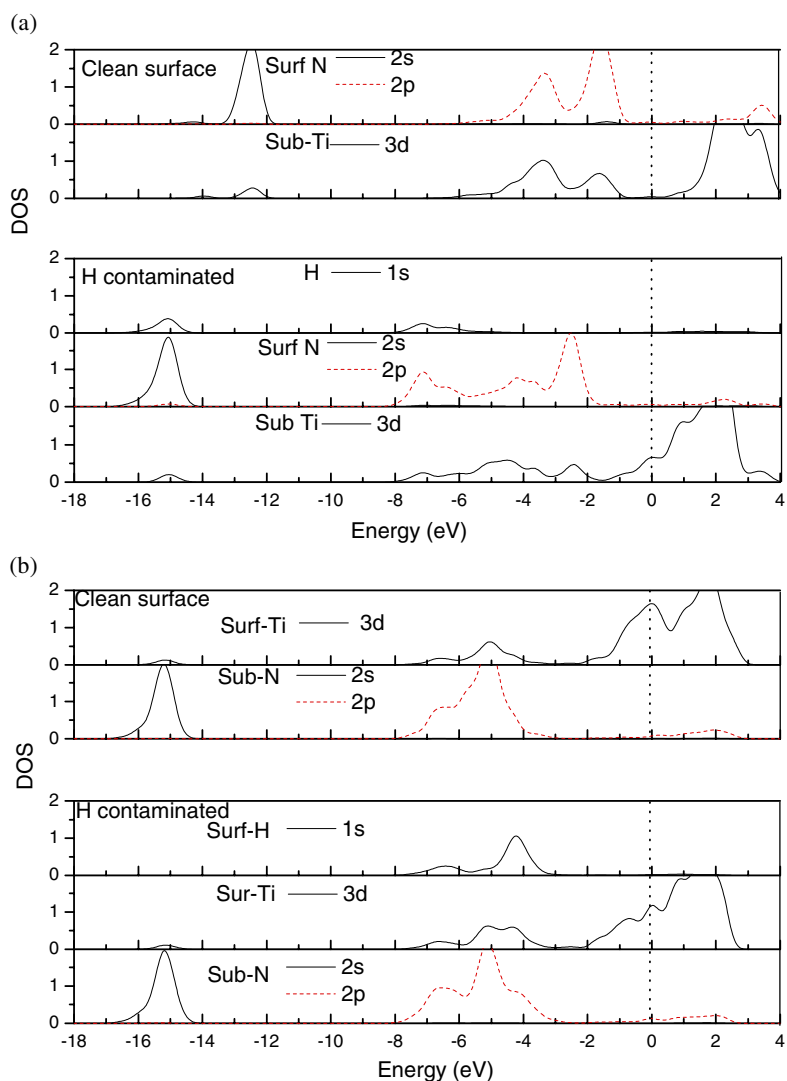 (a)
2
1
0
Clean surface
Surf N
2s
2p
1
0
Sub-Ti
3d
DOS
2
1
0
H contaminated
H
1s
1
0
Surf N
2s
2p
1
0
Sub Ti
3d
-18 -16 -14 -12 -10 -8 -6 -4 -2 0 2 4
Energy (eV)
(b)
2
1
0
Clean surface
Surf-Ti
3d
1
0
Sub-N
2s
2p
DOS
2
1
0
H contaminated
Surf-H
1s
1
0
Sur-Ti
3d
1
0
Sub-N
2s
2p
-18 -16 -14 -12 -10 -8 -6 -4 -2 0 2 4
Energy (eV)